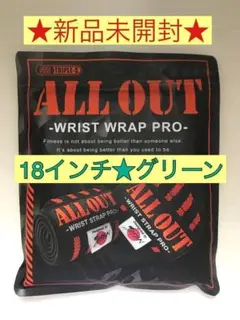 ★新品未開封★
ALL OUT
-WRIST WRAP PRO-
Fitness is not about being better than someone else.
It's about being better than you used to be.
18インチ★グリーン
ALL OUT
-WRIST STRAP PRO-